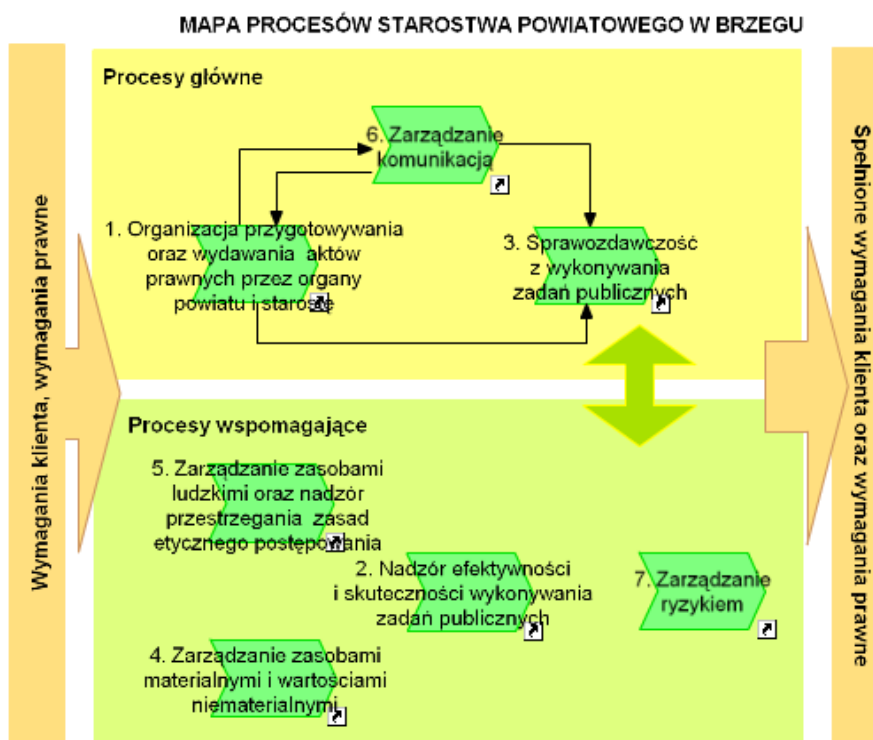 MAPA PROCESÓW STAROSTWA POWIATOWEGO W BRZEGU
Wymagania klienta, wymagania prawne
Procesy główne
6. Zarządzanie
komunikacją
1. Organizacja przygotowywania
oraz wydawania aktów
prawnych przez organy
powiatu i starostę
3. Sprawozdawczość
z wykonywania
zadań publicznych
Procesy wspomagające
5. Zarządzanie zasobami
ludzkimi oraz nadzór
przestrzegania zasad
etycznego postępowania
2. Nadzór efektywności
i skuteczności wykonywania
zadań publicznych
7. Zarządzanie
ryzykiem
4. Zarządzanie zasobami
materialnymi i wartościami
niematerialnymi
Spełnione wymagania klienta oraz wymagania prawne